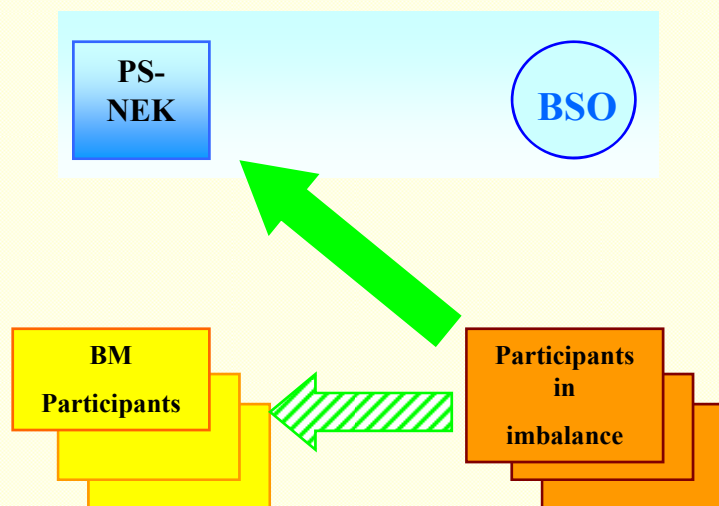 PS-
NEK
BSO
BM
Participants
Participants
in
imbalance